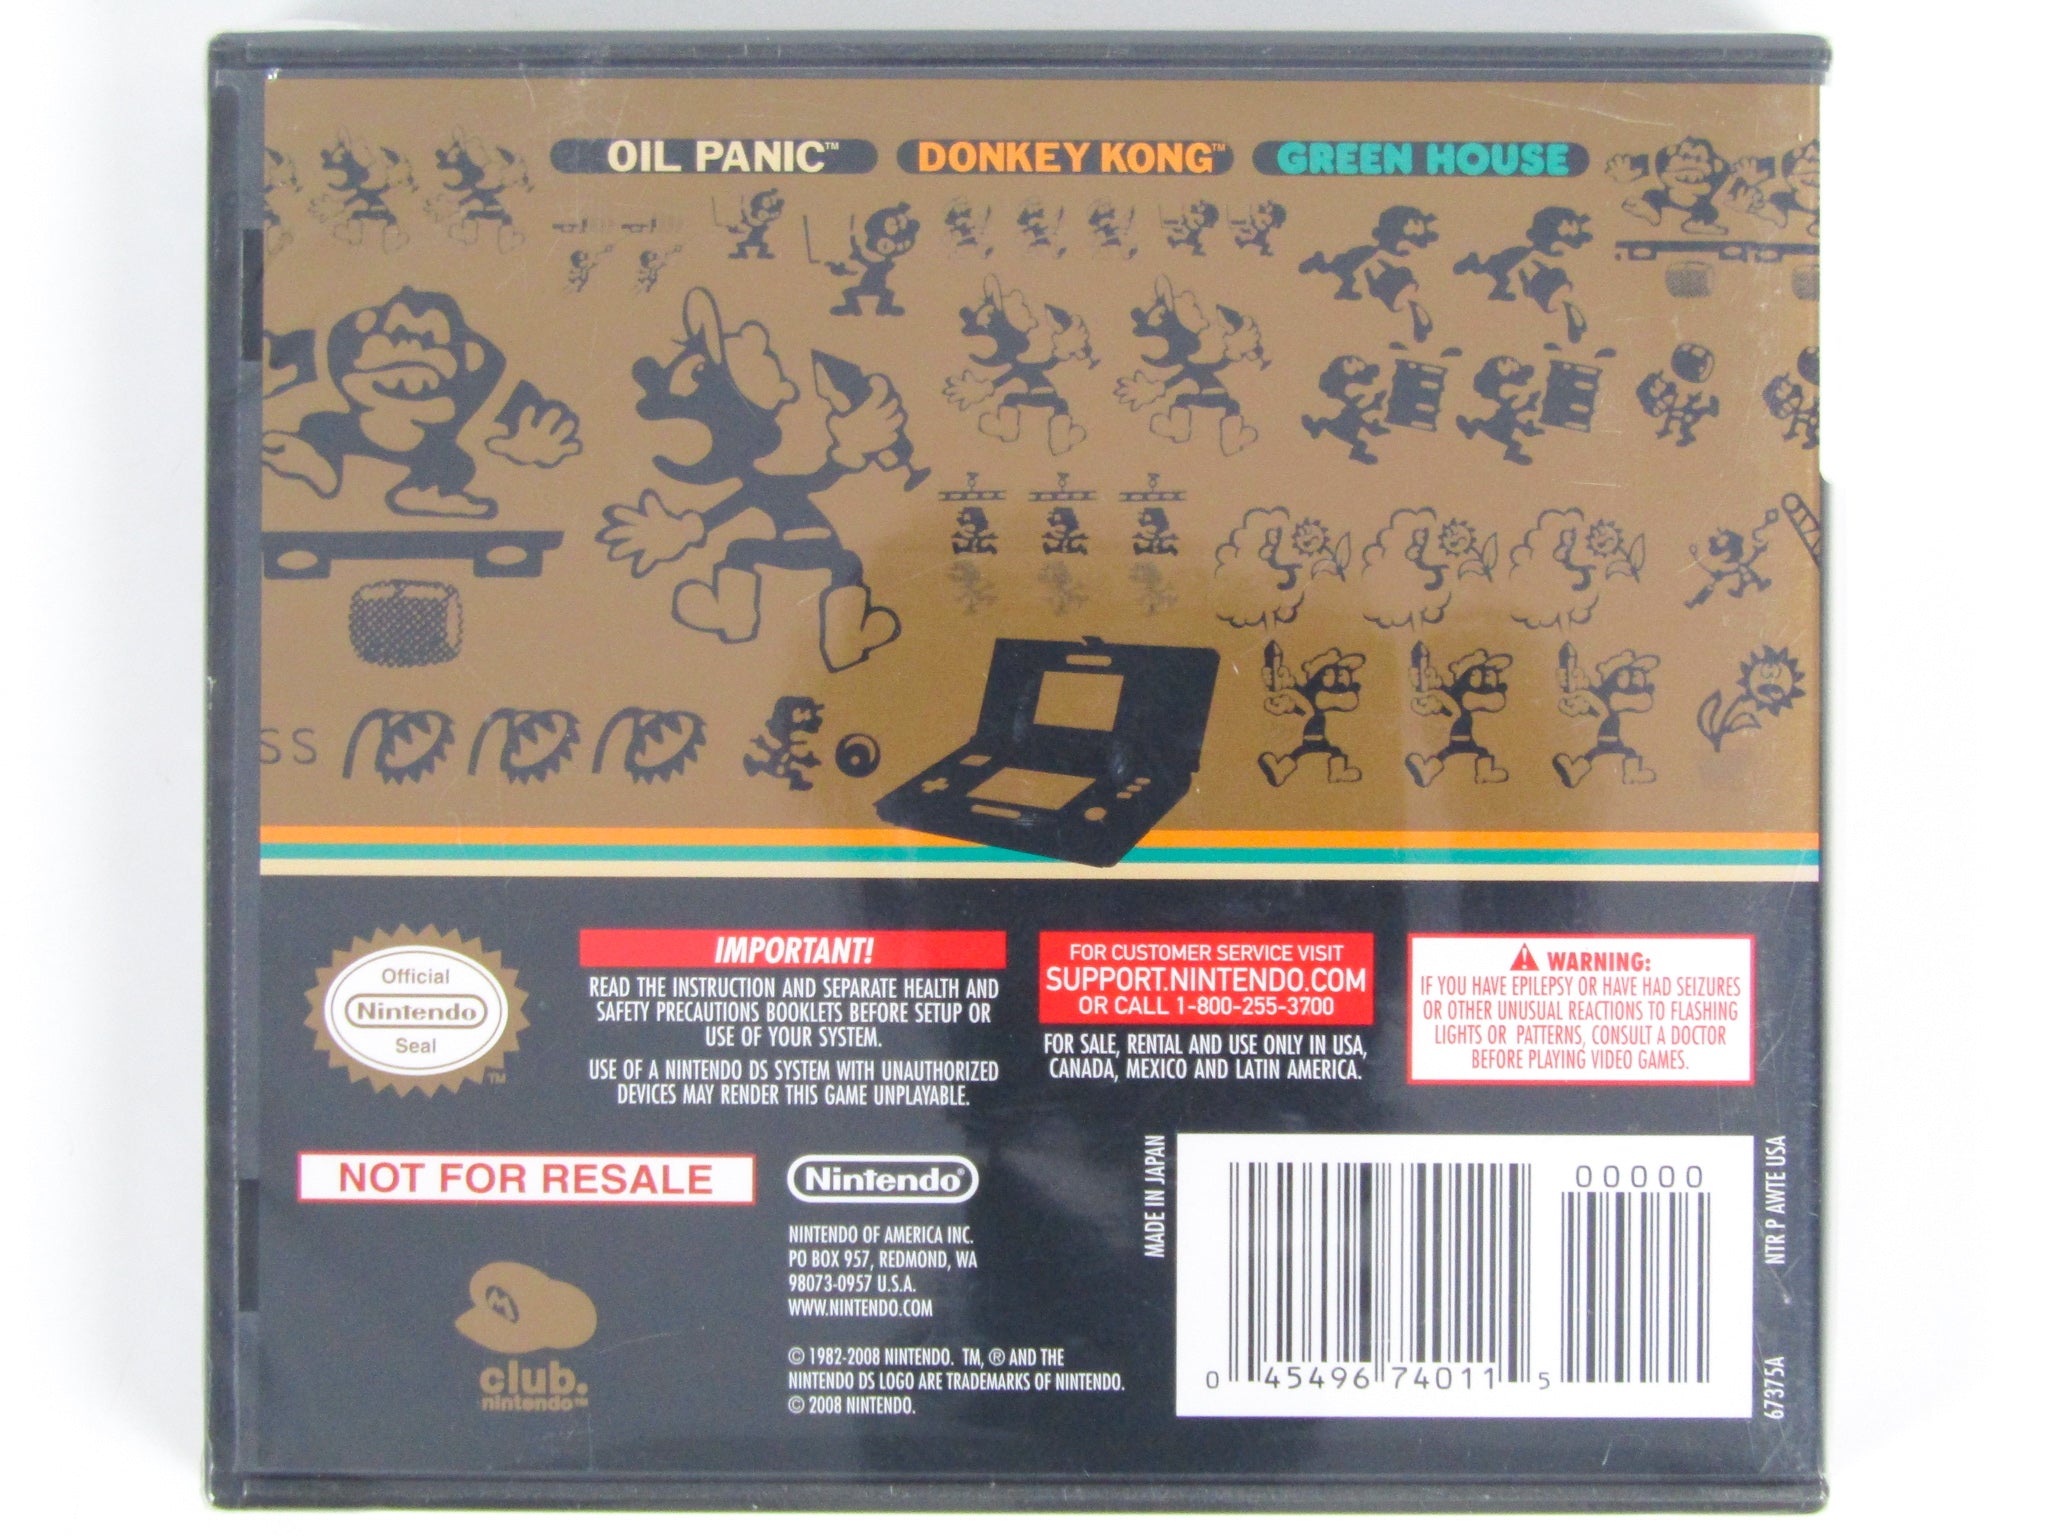 OIL PANIC™ DONKEY KONG™ GREEN HOUSE
SS
Official
Nintendo
Seal
TM
IMPORTANT!
READ THE INSTRUCTION AND SEPARATE HEALTH AND
SAFETY PRECAUTIONS BOOKLETS BEFORE SETUP OR
USE OF YOUR SYSTEM.
USE OF A NINTENDO DS SYSTEM WITH UNAUTHORIZED
DEVICES MAY RENDER THIS GAME UNPLAYABLE.
FOR CUSTOMER SERVICE VISIT
SUPPORT.NINTENDO.COM
OR CALL 1-800-255-3700
FOR SALE, RENTAL AND USE ONLY IN USA,
CANADA, MEXICO AND LATIN AMERICA.
WARNING:
IF YOU HAVE EPILEPSY OR HAVE HAD SEIZURES
OR OTHER UNUSUAL REACTIONS TO FLASHING
LIGHTS OR PATTERNS, CONSULT A DOCTOR
BEFORE PLAYING VIDEO GAMES.
NOT FOR RESALE
M
club.
nintendo™
Nintendo®
NINTENDO OF AMERICA INC.
PO BOX 957, REDMOND, WA
98073-0957 U.S.A.
WWW.NINTENDO.COM
© 1982-2008 NINTENDO. TM, ® AND THE
NINTENDO DS LOGO ARE TRADEMARKS OF NINTENDO.
© 2008 NINTENDO.
MADE IN JAPAN
00000
0 45496 74011 5
NTR P AWTE USA
67375A